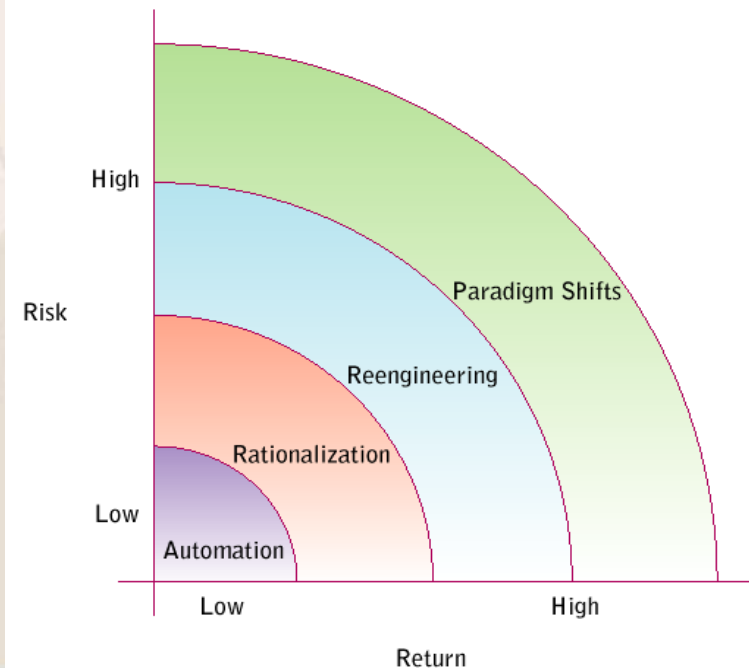 High
Paradigm Shifts
Risk
Reengineering
Rationalization
Low
Automation
Low High
Return